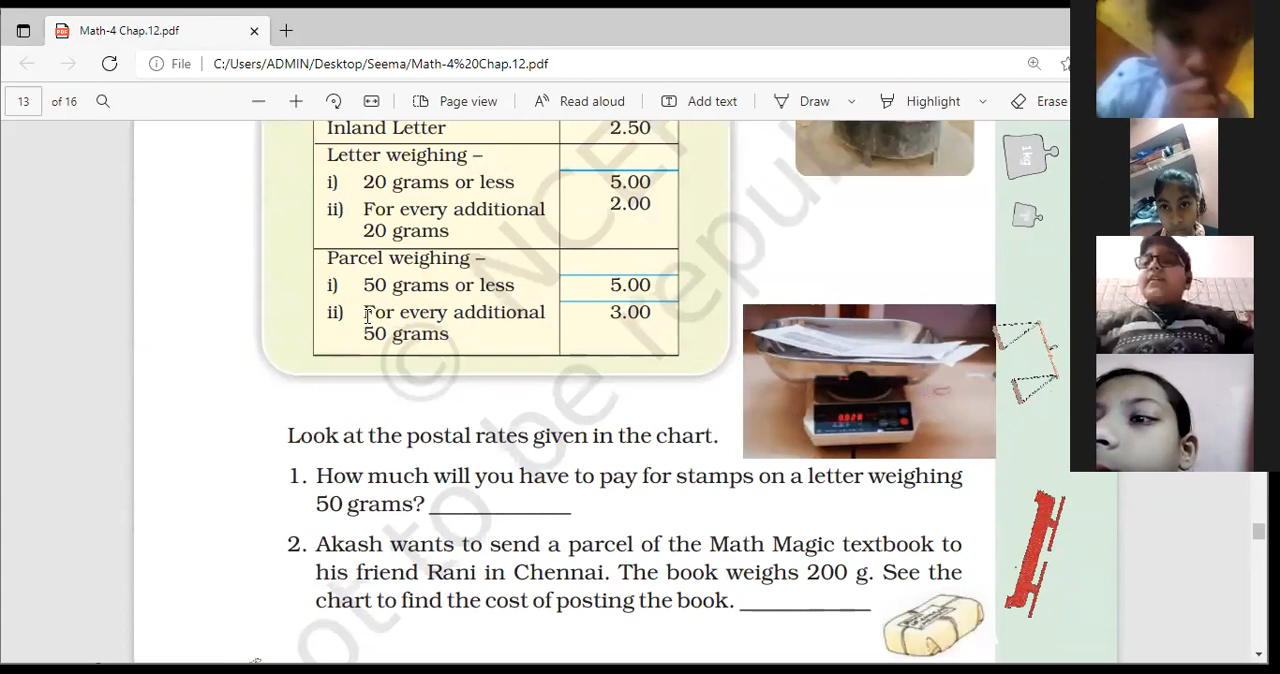 Math-4 Chap.12.pdf
File C:/Users/ADMIN/Desktop/Seema/Math-4%20Chap.12.pdf
13 of 16 Page view Read aloud Add text Draw Highlight Erase
Inland Letter 2.50
Letter weighing –
i) 20 grams or less 5.00
ii) For every additional 2.00
20 grams
Parcel weighing –
i) 50 grams or less 5.00
ii) For every additional 3.00
50 grams
Look at the postal rates given in the chart.
1. How much will you have to pay for stamps on a letter weighing
50 grams?
2. Akash wants to send a parcel of the Math Magic textbook to
his friend Rani in Chennai. The book weighs 200 g. See the
chart to find the cost of posting the book.
1 kg
not to be republ